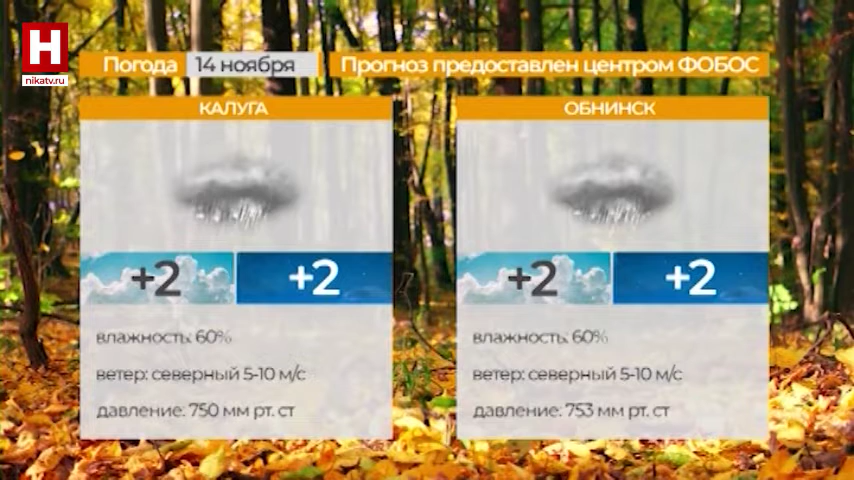 Н
nikatv.ru
Погода 14 ноября Прогноз предоставлен центром ФОБОС
КАЛУГА
+2 +2
влажность: 60%
ветер: северный 5-10 м/с
давление: 750 мм рт. ст
ОБНИНСК
+2 +2
влажность: 60%
ветер: северный 5-10 м/с
давление: 753 мм рт. ст